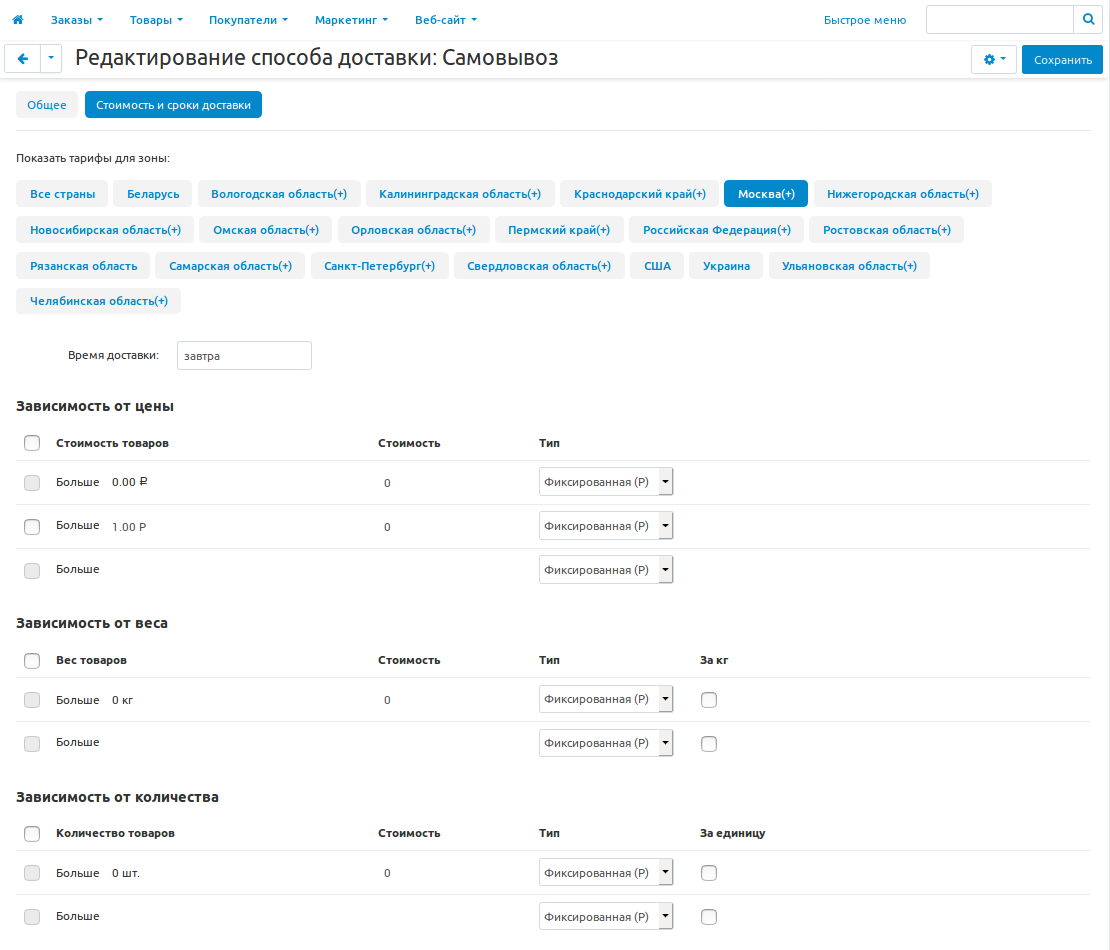 Заказы Товары Покупатели Маркетинг Веб-сайт Быстрое меню
Редактирование способа доставки: Самовывоз Сохранить
Общее Стоимость и сроки доставки
Показать тарифы для зоны:
Все страны Беларусь Вологодская область(+) Калининградская область(+) Краснодарский край(+) Москва(+) Нижегородская область(+)
Новосибирская область(+) Омская область(+) Орловская область(+) Пермский край(+) Российская Федерация(+) Ростовская область(+)
Рязанская область Самарская область(+) Санкт-Петербург(+) Свердловская область(+) США Украина Ульяновская область(+)
Челябинская область(+)
Время доставки: завтра
Зависимость от цены
Стоимость товаров Стоимость Тип
Больше 0.00 ₽ 0 Фиксированная (Р)
Больше 1.00 Р 0 Фиксированная (Р)
Больше Фиксированная (Р)
Зависимость от веса
Вес товаров Стоимость Тип За кг
Больше 0 кг 0 Фиксированная (Р)
Больше Фиксированная (Р)
Зависимость от количества
Количество товаров Стоимость Тип За единицу
Больше 0 шт. 0 Фиксированная (Р)
Больше Фиксированная (Р)